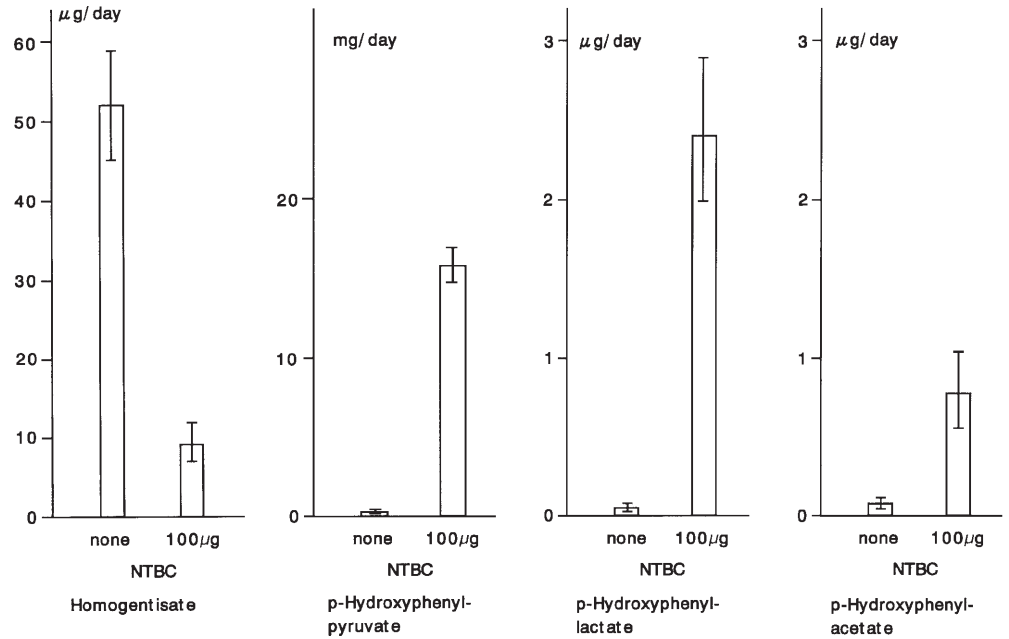 μg/day
60
50
40
30
20
10
0
none 100μg
NTBC
Homogentisate
mg/day
20
10
0
none 100μg
NTBC
p-Hydroxyphenyl-
pyruvate
μg/day
3
2
1
0
none 100μg
NTBC
p-Hydroxyphenyl-
lactate
μg/day
3
2
1
0
none 100μg
NTBC
p-Hydroxyphenyl-
acetate